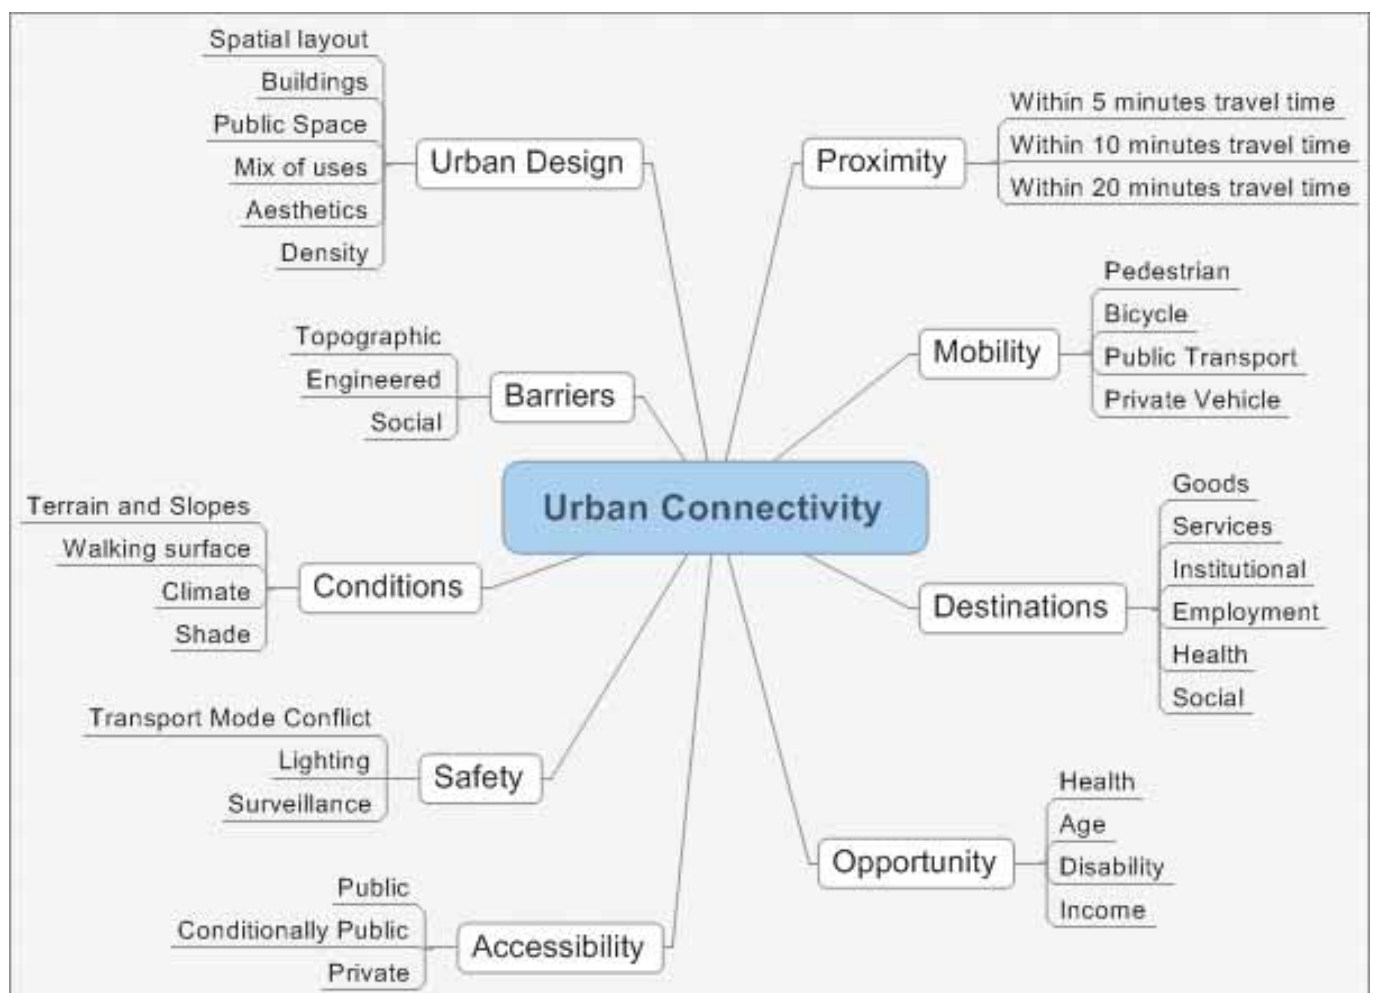 Urban Connectivity
Urban Design
Spatial layout
Buildings
Public Space
Mix of uses
Aesthetics
Density
Barriers
Topographic
Engineered
Social
Conditions
Terrain and Slopes
Walking surface
Climate
Shade
Safety
Transport Mode Conflict
Lighting
Surveillance
Accessibility
Public
Conditionally Public
Private
Proximity
Within 5 minutes travel time
Within 10 minutes travel time
Within 20 minutes travel time
Mobility
Pedestrian
Bicycle
Public Transport
Private Vehicle
Destinations
Goods
Services
Institutional
Employment
Health
Social
Opportunity
Health
Age
Disability
Income